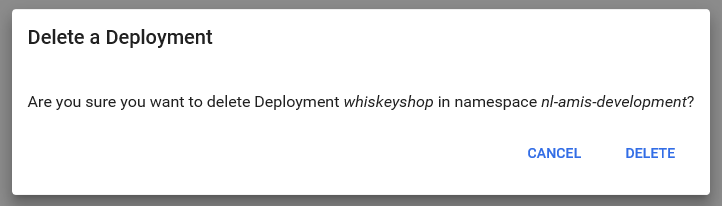 Delete a Deployment
Are you sure you want to delete Deployment whiskeyshop in namespace nl-amis-development?
CANCEL DELETE